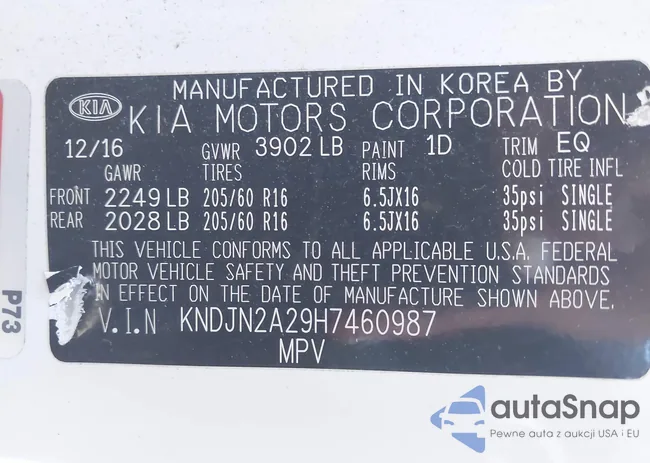 MANUFACTURED IN KOREA BY
KIA KIA MOTORS CORPORATION
12/16 GVWR 3902 LB PAINT 1D TRIM EQ
GAWR TIRES RIMS COLD TIRE INFL
FRONT 2249 LB 205/60 R16 6.5JX16 35psi SINGLE
REAR 2028 LB 205/60 R16 6.5JX16 35psi SINGLE
THIS VEHICLE CONFORMS TO ALL APPLICABLE U.S.A. FEDERAL
MOTOR VEHICLE SAFETY AND THEFT PREVENTION STANDARDS
IN EFFECT ON THE DATE OF MANUFACTURE SHOWN ABOVE.
V.I.N KNDJN2A29H7460987
MPV
P73
autaSnap
Pewne auta z aukcji USA i EU